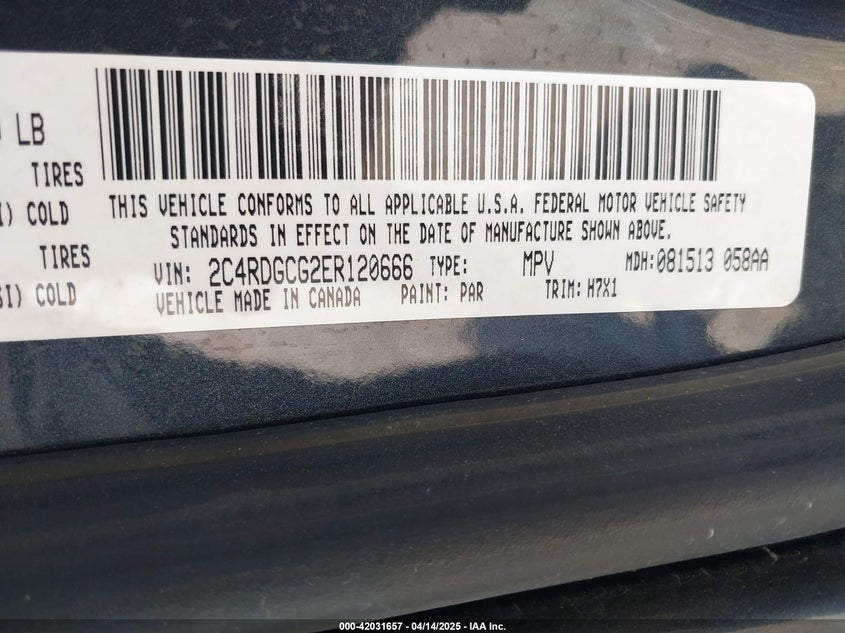 LB
TIRES
COLD
TIRES
COLD
THIS VEHICLE CONFORMS TO ALL APPLICABLE U.S.A. FEDERAL MOTOR VEHICLE SAFETY
STANDARDS IN EFFECT ON THE DATE OF MANUFACTURE SHOWN ABOVE.
VIN: 2C4RDGCG2ER120666 TYPE: MPV MDH:081513 058AA
VEHICLE MADE IN CANADA PAINT: PAR TRIM: H7X1
000-42031657 - 04/14/2025 - IAA Inc.